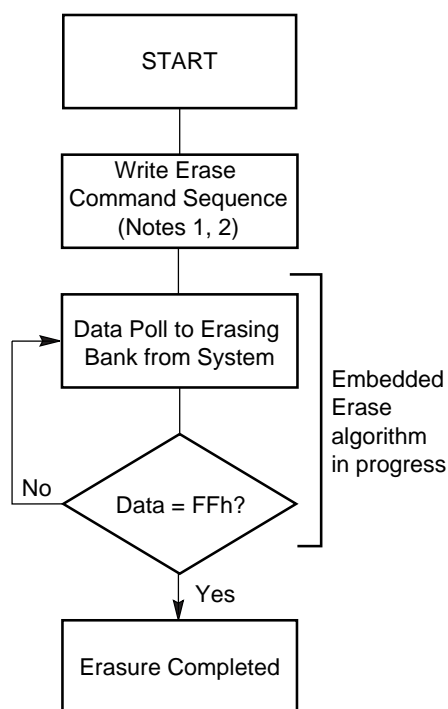 START
Write Erase
Command Sequence
(Notes 1, 2)
Data Poll to Erasing
Bank from System
Embedded
Erase
algorithm
in progress
No
Data = FFh?
Yes
Erasure Completed